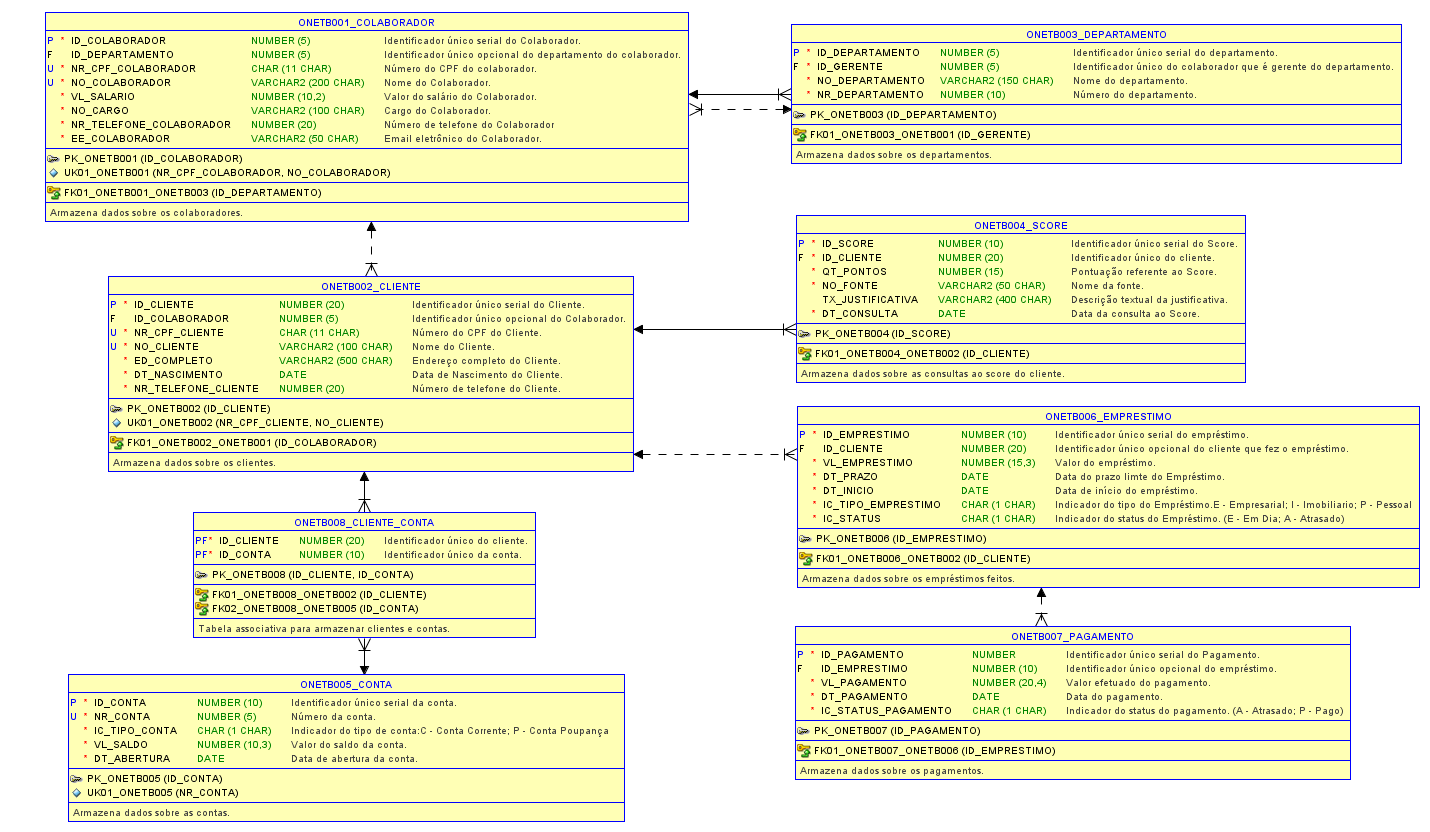 ONETB001_COLABORADOR
P * ID_COLABORADOR NUMBER (5) Identificador único serial do Colaborador.
F ID_DEPARTAMENTO NUMBER (5) Identificador único opcional do departamento do colaborador.
U * NR_CPF_COLABORADOR CHAR (11 CHAR) Número do CPF do colaborador.
U * NO_COLABORADOR VARCHAR2 (200 CHAR) Nome do Colaborador.
* VL_SALARIO NUMBER (10,2) Valor do salário do Colaborador.
* NO_CARGO VARCHAR2 (100 CHAR) Cargo do Colaborador.
* NR_TELEFONE_COLABORADOR NUMBER (20) Número de telefone do Colaborador
* EE_COLABORADOR VARCHAR2 (50 CHAR) Email eletrônico do Colaborador.
PK_ONETB001 (ID_COLABORADOR)
UK01_ONETB001 (NR_CPF_COLABORADOR, NO_COLABORADOR)
FK01_ONETB001_ONETB003 (ID_DEPARTAMENTO)
Armazena dados sobre os colaboradores.
ONETB003_DEPARTAMENTO
P * ID_DEPARTAMENTO NUMBER (5) Identificador único serial do departamento.
F * ID_GERENTE NUMBER (5) Identificador único do colaborador que é gerente do departamento.
* NO_DEPARTAMENTO VARCHAR2 (150 CHAR) Nome do departamento.
* NR_DEPARTAMENTO NUMBER (10) Número do departamento.
PK_ONETB003 (ID_DEPARTAMENTO)
FK01_ONETB003_ONETB001 (ID_GERENTE)
Armazena dados sobre os departamentos.
ONETB002_CLIENTE
P * ID_CLIENTE NUMBER (20) Identificador único serial do Cliente.
F ID_COLABORADOR NUMBER (5) Identificador único opcional do Colaborador.
U * NR_CPF_CLIENTE CHAR (11 CHAR) Número do CPF do Cliente.
U * NO_CLIENTE VARCHAR2 (100 CHAR) Nome do Cliente.
* ED_COMPLETO VARCHAR2 (500 CHAR) Endereço completo do Cliente.
* DT_NASCIMENTO DATE Data de Nascimento do Cliente.
* NR_TELEFONE_CLIENTE NUMBER (20) Número de telefone do Cliente.
PK_ONETB002 (ID_CLIENTE)
UK01_ONETB002 (NR_CPF_CLIENTE, NO_CLIENTE)
FK01_ONETB002_ONETB001 (ID_COLABORADOR)
Armazena dados sobre os clientes.
ONETB004_SCORE
P * ID_SCORE NUMBER (10) Identificador único serial do Score.
F * ID_CLIENTE NUMBER (20) Identificador único do cliente.
* QT_PONTOS NUMBER (15) Pontuação referente ao Score.
* NO_FONTE VARCHAR2 (50 CHAR) Nome da fonte.
TX_JUSTIFICATIVA VARCHAR2 (400 CHAR) Descrição textual da justificativa.
* DT_CONSULTA DATE Data da consulta ao Score.
PK_ONETB004 (ID_SCORE)
FK01_ONETB004_ONETB002 (ID_CLIENTE)
Armazena dados sobre as consultas ao score do cliente.
ONETB006_EMPRESTIMO
P * ID_EMPRESTIMO NUMBER (10) Identificador único serial do empréstimo.
F ID_CLIENTE NUMBER (20) Identificador único opcional do cliente que fez o empréstimo.
* VL_EMPRESTIMO NUMBER (15,3) Valor do empréstimo.
* DT_PRAZO DATE Data do prazo limte do Empréstimo.
* DT_INICIO DATE Data de início do empréstimo.
* IC_TIPO_EMPRESTIMO CHAR (1 CHAR) Indicador do tipo do Empréstimo.E - Empresarial; I - Imobiliario; P - Pessoal
* IC_STATUS CHAR (1 CHAR) Indicador do status do Empréstimo. (E - Em Dia; A - Atrasado)
PK_ONETB006 (ID_EMPRESTIMO)
FK01_ONETB006_ONETB002 (ID_CLIENTE)
Armazena dados sobre os empréstimos feitos.
ONETB008_CLIENTE_CONTA
PF* ID_CLIENTE NUMBER (20) Identificador único do cliente.
PF* ID_CONTA NUMBER (10) Identificador único da conta.
PK_ONETB008 (ID_CLIENTE, ID_CONTA)
FK01_ONETB008_ONETB002 (ID_CLIENTE)
FK02_ONETB008_ONETB005 (ID_CONTA)
Tabela associativa para armazenar clientes e contas.
ONETB007_PAGAMENTO
P * ID_PAGAMENTO NUMBER Identificador único serial do Pagamento.
F ID_EMPRESTIMO NUMBER (10) Identificador único opcional do empréstimo.
* VL_PAGAMENTO NUMBER (20,4) Valor efetuado do pagamento.
* DT_PAGAMENTO DATE Data do pagamento.
* IC_STATUS_PAGAMENTO CHAR (1 CHAR) Indicador do status do pagamento. (A - Atrasado; P - Pago)
PK_ONETB007 (ID_PAGAMENTO)
FK01_ONETB007_ONETB006 (ID_EMPRESTIMO)
Armazena dados sobre os pagamentos.
ONETB005_CONTA
P * ID_CONTA NUMBER (10) Identificador único serial da conta.
U * NR_CONTA NUMBER (5) Número da conta.
* IC_TIPO_CONTA CHAR (1 CHAR) Indicador do tipo de conta:C - Conta Corrente; P - Conta Poupança
* VL_SALDO NUMBER (10,3) Valor do saldo da conta.
* DT_ABERTURA DATE Data de abertura da conta.
PK_ONETB005 (ID_CONTA)
UK01_ONETB005 (NR_CONTA)
Armazena dados sobre as contas.